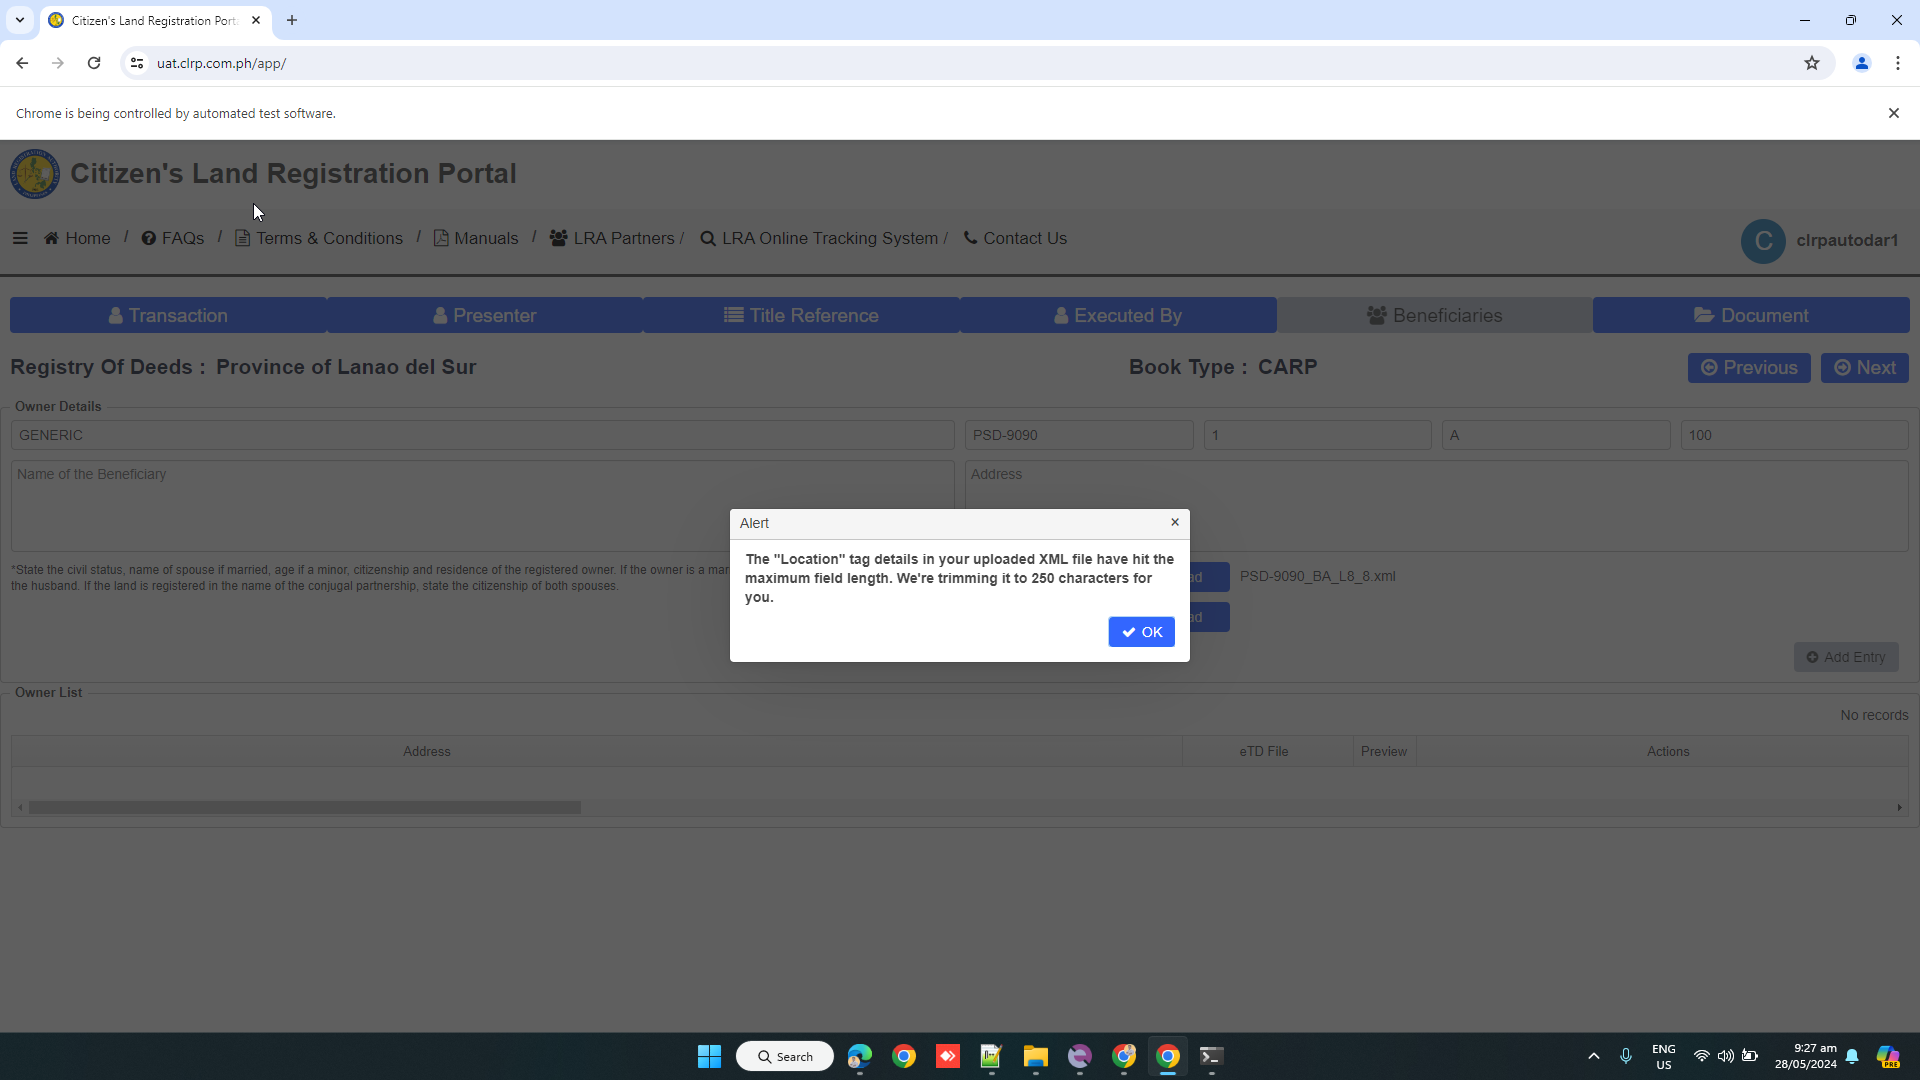 Citizen's Land Registration Port
uat.clrp.com.ph/app/
Chrome is being controlled by automated test software.
Citizen's Land Registration Portal
Home / FAQs / Terms & Conditions / Manuals / LRA Partners / LRA Online Tracking System / Contact Us
C clrpautodar1
Transaction Presenter Title Reference Executed By Beneficiaries Document
Registry Of Deeds : Province of Lanao del Sur Book Type : CARP Previous Next
Owner Details
GENERIC PSD-9090 1 A 100
Name of the Beneficiary Address
Alert
The "Location" tag details in your uploaded XML file have hit the
maximum field length. We're trimming it to 250 characters for
you.
OK
*State the civil status, name of spouse if married, age if a minor, citizenship and residence of the registered owner. If the owner is a mar
the husband. If the land is registered in the name of the conjugal partnership, state the citizenship of both spouses.
ad PSD-9090_BA_L8_8.xml
ad
Add Entry
Owner List
No records
Address eTD File Preview Actions
Search
ENG
US
9:27 am
28/05/2024
PRE